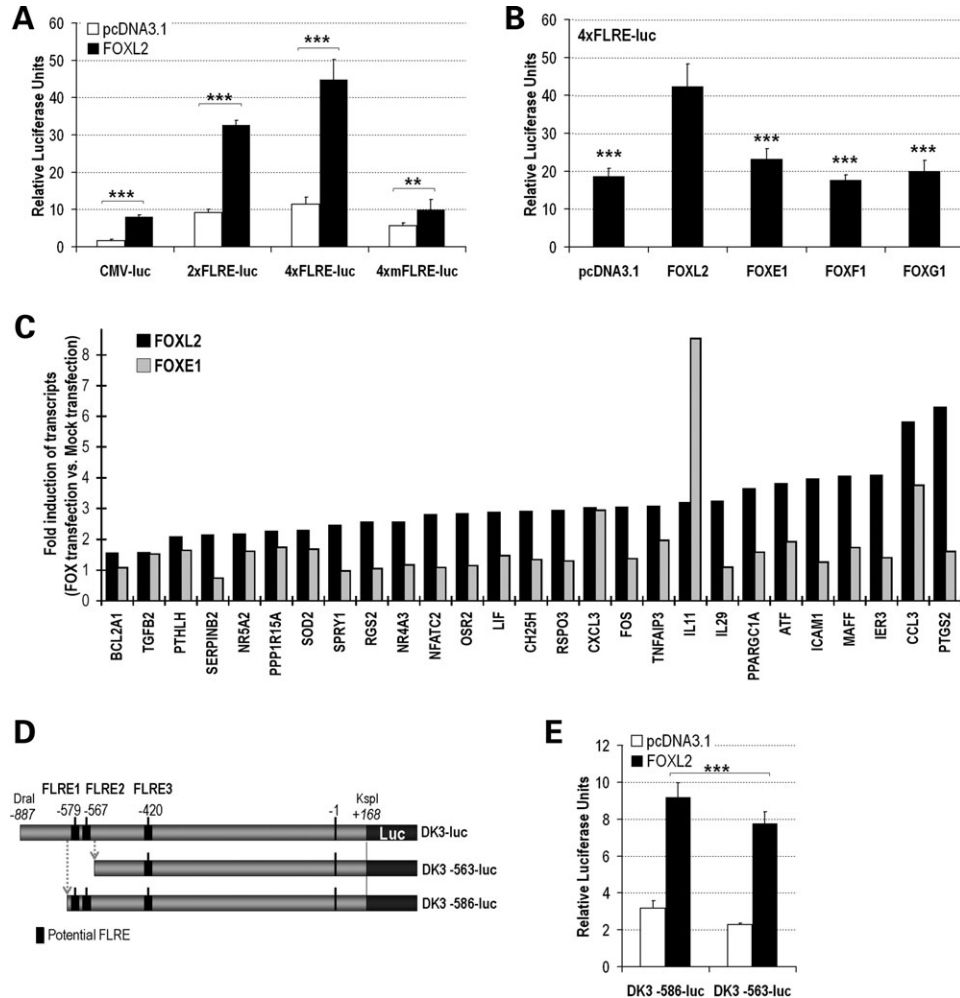 A
Relative Luciferase Units
60
50
40
30
20
10
0
pcDNA3.1
FOXL2
***
***
***
**
CMV-luc 2xFLRE-luc 4xFLRE-luc 4xmFLRE-luc
B
Relative Luciferase Units
60
50
40
30
20
10
0
4xFLRE-luc
***
***
***
***
pcDNA3.1 FOXL2 FOXE1 FOXF1 FOXG1
C
Fold induction of transcripts
(FOX transfection vs. Mock transfection)
8
7
6
5
4
3
2
1
0
FOXL2
FOXE1
BCL2A1
TGFB2
PTHLH
SERPINB2
NR5A2
PPP1R15A
SOD2
SPRY1
RGS2
NR4A3
NFATC2
OSR2
LIF
CH25H
RSPO3
CXCL3
FOS
TNFAIP3
IL11
IL29
PPARGC1A
ATF
ICAM1
MAFF
IER3
CCL3
PTGS2
D
FLRE1 FLRE2 FLRE3
DraI -579 -567 -420 -1 KspI
-887 +168
Luc DK3-luc
DK3 -563-luc
DK3 -586-luc
Potential FLRE
E
Relative Luciferase Units
12
10
8
6
4
2
0
pcDNA3.1
FOXL2
***
DK3 -586-luc DK3 -563-luc